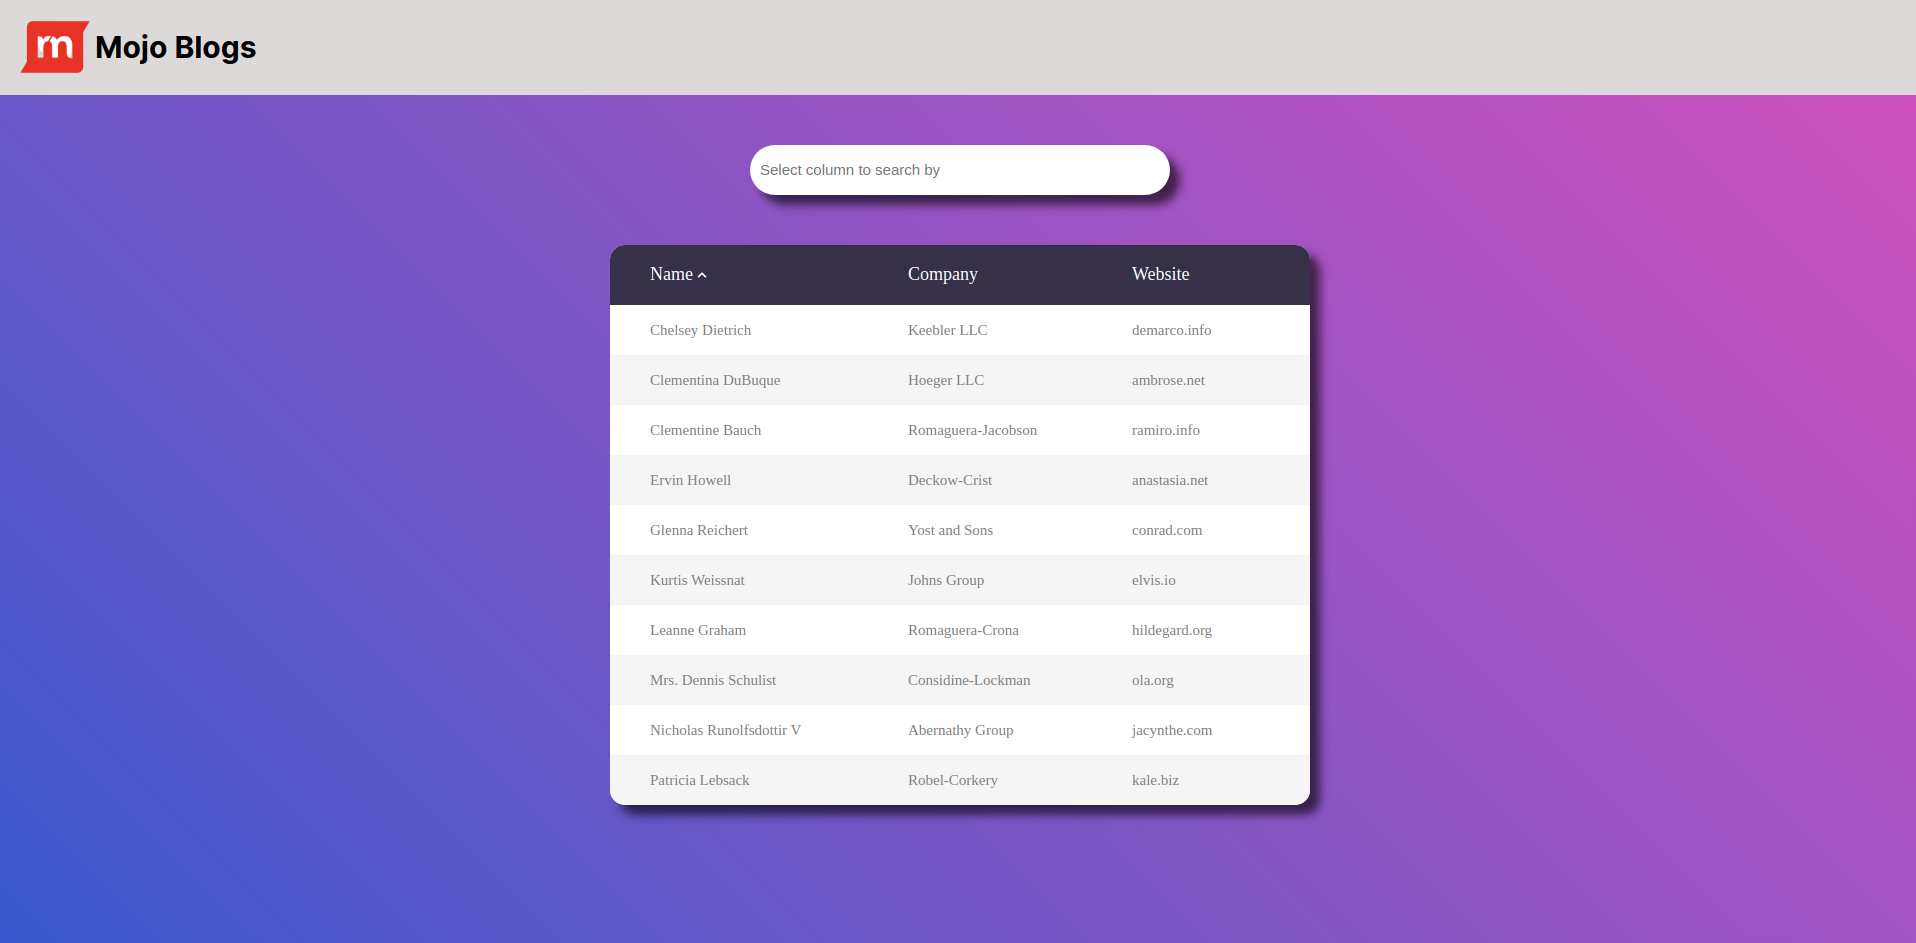 m Mojo Blogs
Select column to search by
Name Company Website
Chelsey Dietrich Keebler LLC demarco.info
Clementina DuBuque Hoeger LLC ambrose.net
Clementine Bauch Romaguera-Jacobson ramiro.info
Ervin Howell Deckow-Crist anastasia.net
Glenna Reichert Yost and Sons conrad.com
Kurtis Weissnat Johns Group elvis.io
Leanne Graham Romaguera-Crona hildegard.org
Mrs. Dennis Schulist Considine-Lockman ola.org
Nicholas Runolfsdottir V Abernathy Group jacynthe.com
Patricia Lebsack Robel-Corkery kale.biz